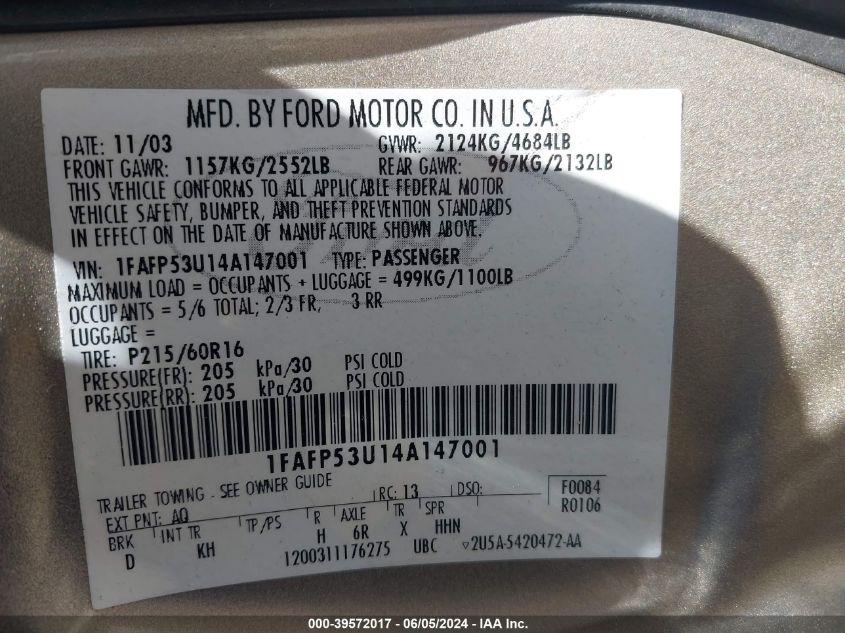 MFD. BY FORD MOTOR CO. IN U.S.A.
DATE: 11/03 GVWR: 2124KG/4684LB
FRONT GAWR: 1157KG/2552LB REAR GAWR: 967KG/2132LB
THIS VEHICLE CONFORMS TO ALL APPLICABLE FEDERAL MOTOR
VEHICLE SAFETY, BUMPER, AND THEFT PREVENTION STANDARDS
IN EFFECT ON THE DATE OF MANUFACTURE SHOWN ABOVE.
VIN: 1FAFP53U14A147001 TYPE: PASSENGER
MAXIMUM LOAD = OCCUPANTS + LUGGAGE = 499KG/1100LB
OCCUPANTS = 5/6 TOTAL; 2/3 FR, 3 RR
LUGGAGE =
TIRE: P215/60R16
PRESSURE(FR): 205 kPa/30 PSI COLD
PRESSURE(RR): 205 kPa/30 PSI COLD
1FAFP53U14A147001
TRAILER TOWING - SEE OWNER GUIDE
EXT PNT: AQ RC: 13 DSO: F0084
R0106
BRK INT TR TP/PS R AXLE TR SPR
D KH H 6R X HHN
1200311176275 UBC ▽2U5A-5420472-AA
000-39572017 - 06/05/2024 - IAA Inc.